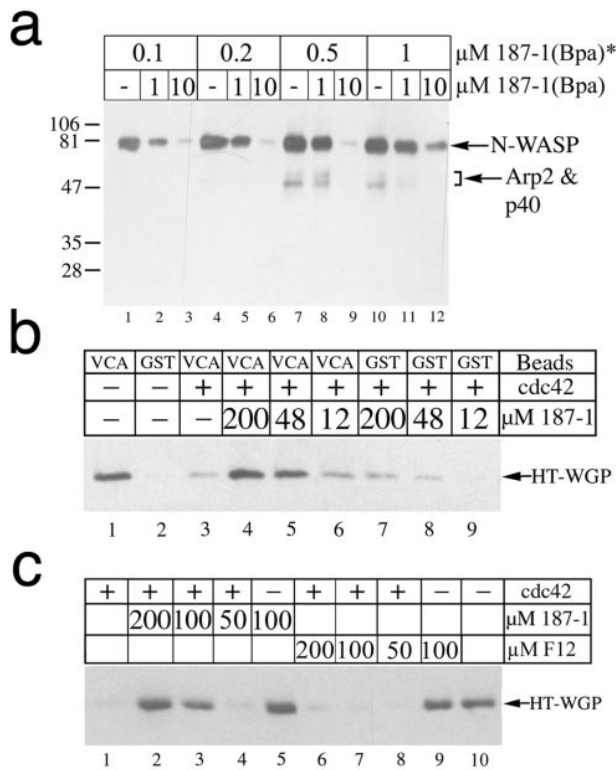 a
0.1 0.2 0.5 1 µM 187-1(Bpa)*
- 1 10 - 1 10 - 1 10 - 1 10 µM 187-1(Bpa)
106
81
N-WASP
47
Arp2 &
p40
35
28
1 2 3 4 5 6 7 8 9 10 11 12
b
VCA GST VCA VCA VCA VCA GST GST GST Beads
− − + + + + + + + cdc42
− − − 200 48 12 200 48 12 µM 187-1
HT-WGP
1 2 3 4 5 6 7 8 9
c
+ + + + − + + + − − cdc42
200 100 50 100 µM 187-1
200 100 50 100 µM F12
HT-WGP
1 2 3 4 5 6 7 8 9 10